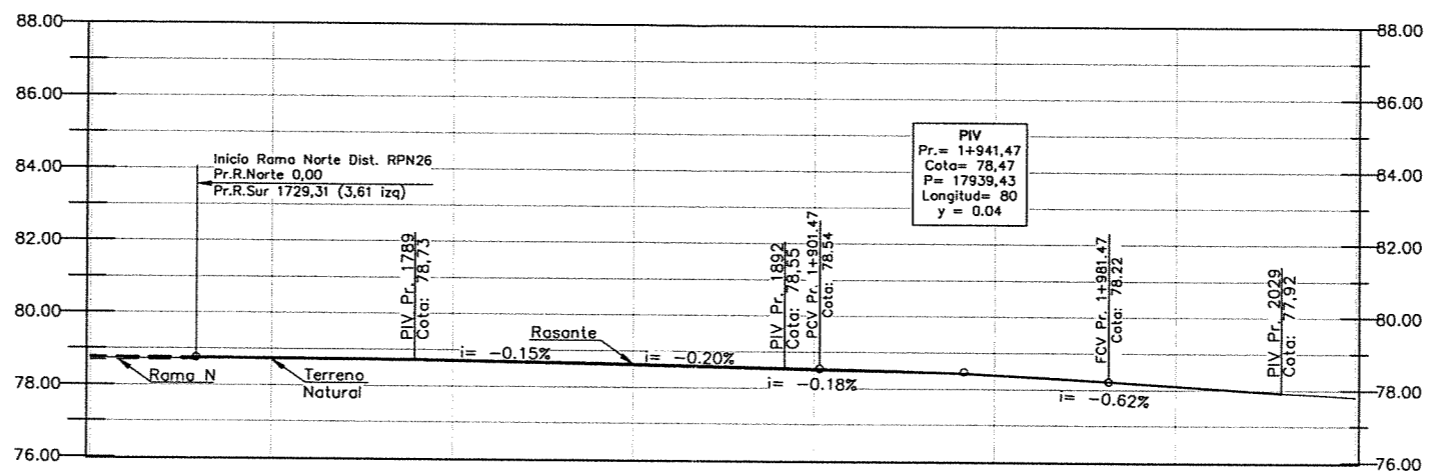 88.00
86.00
84.00
82.00
80.00
78.00
76.00
Inicio Rama Norte Dist. RPN26
Pr.R.Norte 0,00
Pr.R.Sur 1729,31 (3,61 izq)
PIV Pr. 1789
Cota: 78,73
Rama N
Terreno
Natural
i= -0.15%
Rasante
i= -0.20%
PIV Pr. 1892
Cota: 78,55
PCV Pr. 1+901.47
Cota: 78.54
i= -0.18%
PIV
Pr.= 1+941,47
Cota= 78,47
P= 17939,43
Longitud= 80
y = 0.04
FCV Pr. 1+981.47
Cota: 78.22
i= -0.62%
PIV Pr. 2029
Cota: 77,92
88.00
86.00
84.00
82.00
80.00
78.00
76.00